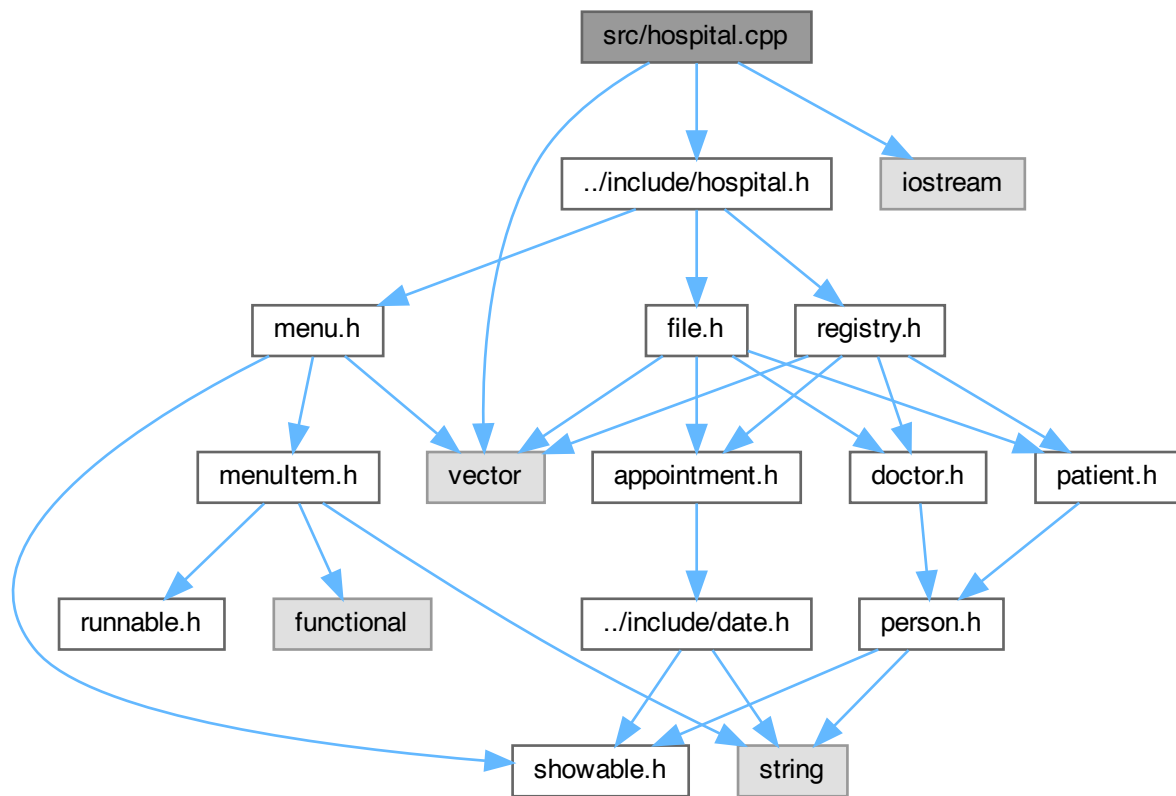 src/hospital.cpp
../include/hospital.h
iostream
menu.h
file.h
registry.h
menuItem.h
vector
appointment.h
doctor.h
patient.h
runnable.h
functional
../include/date.h
person.h
showable.h
string